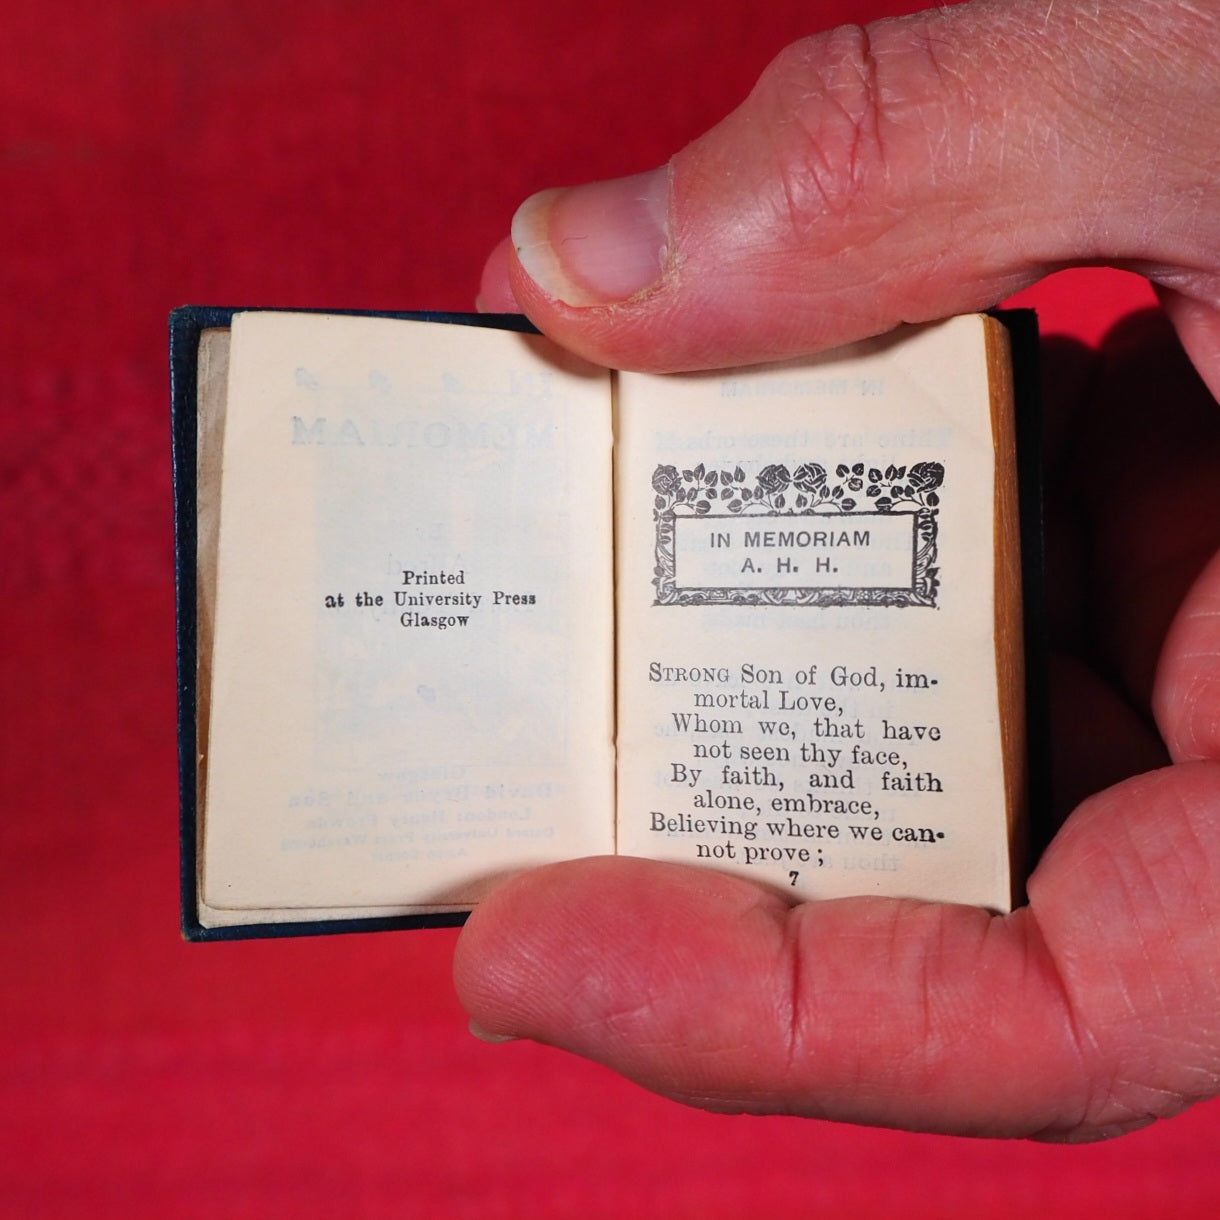 Printed
at the University Press
Glasgow
IN MEMORIAM
A. H. H.
STRONG Son of God, im-
mortal Love,
Whom we, that have
not seen thy face,
By faith, and faith
alone, embrace,
Believing where we can-
not prove;
7